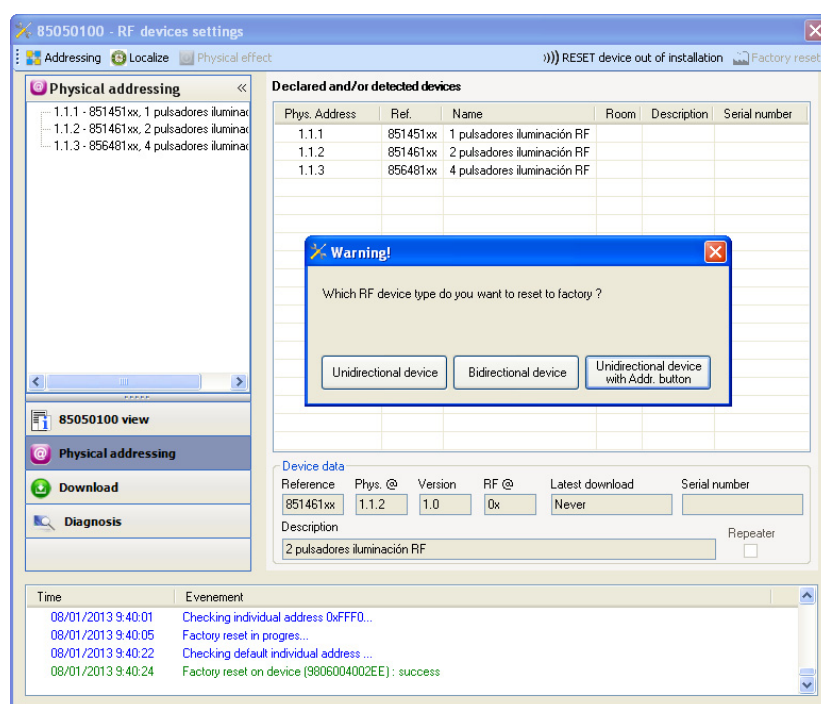 85050100 - RF devices settings
Addressing Localize Physical effect ))) RESET device out of installation Factory reset
Physical addressing «
1.1.1 - 851451xx, 1 pulsadores iluminac
1.1.2 - 851461xx, 2 pulsadores iluminac
1.1.3 - 856481xx, 4 pulsadores iluminac
Declared and/or detected devices
Phys. Address Ref. Name Room Description Serial number
1.1.1 851451xx 1 pulsadores iluminación RF
1.1.2 851461xx 2 pulsadores iluminación RF
1.1.3 856481xx 4 pulsadores iluminación RF
Warning!
Which RF device type do you want to reset to factory ?
Unidirectional device
Bidirectional device
Unidirectional device
with Addr. button
85050100 view
Physical addressing
Download
Diagnosis
Device data
Reference Phys. @ Version RF @ Latest download Serial number
851461xx 1.1.2 1.0 0x Never
Description
Repeater
2 pulsadores iluminación RF
Time Evenement
08/01/2013 9:40:01 Checking individual address 0xFFF0...
08/01/2013 9:40:05 Factory reset in progres...
08/01/2013 9:40:22 Checking default individual address ...
08/01/2013 9:40:24 Factory reset on device (9806004002EE) : success